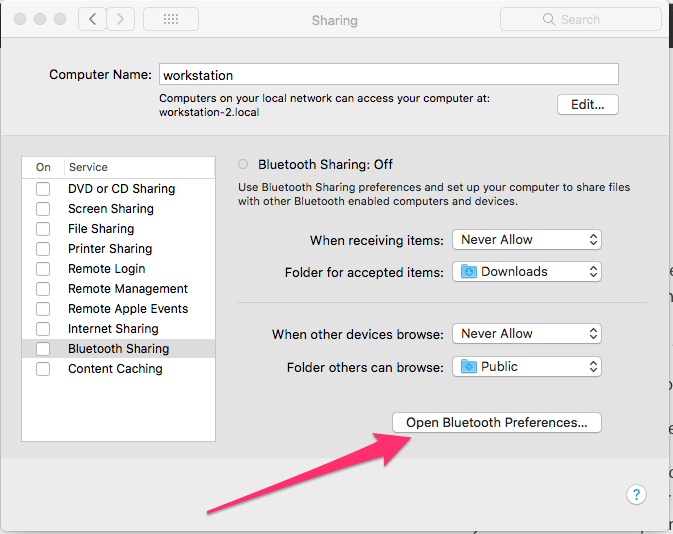 Sharing
Search
Computer Name: workstation
Computers on your local network can access your computer at:
workstation-2.local
Edit...
On Service
DVD or CD Sharing
Screen Sharing
File Sharing
Printer Sharing
Remote Login
Remote Management
Remote Apple Events
Internet Sharing
Bluetooth Sharing
Content Caching
Bluetooth Sharing: Off
Use Bluetooth Sharing preferences and set up your computer to share files
with other Bluetooth enabled computers and devices.
When receiving items: Never Allow
Folder for accepted items: Downloads
When other devices browse: Never Allow
Folder others can browse: Public
Open Bluetooth Preferences...
?